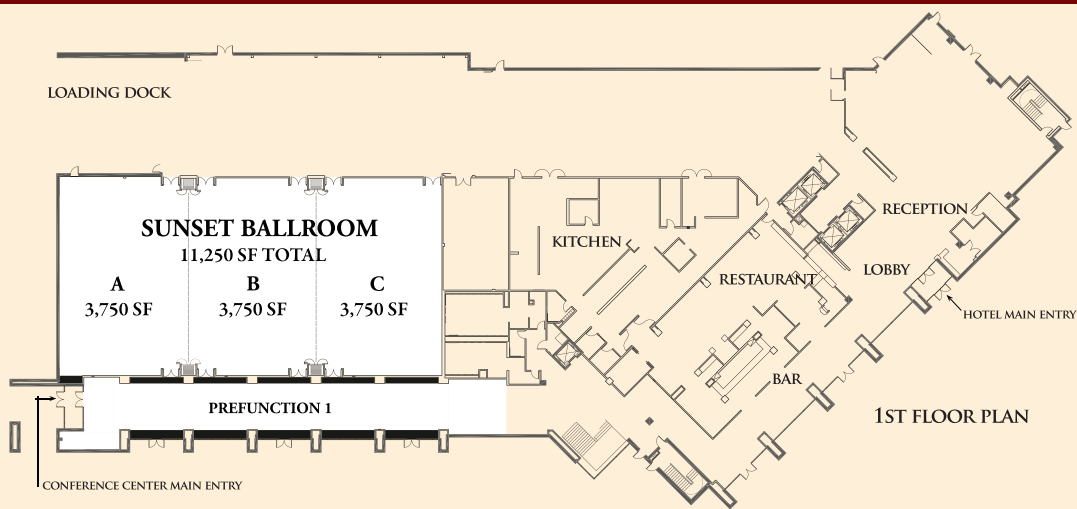 LOADING DOCK
SUNSET BALLROOM
11,250 SF TOTAL
A
3,750 SF
B
3,750 SF
C
3,750 SF
KITCHEN
RECEPTION
RESTAURANT
LOBBY
HOTEL MAIN ENTRY
BAR
PREFUNCTION 1
1ST FLOOR PLAN
CONFERENCE CENTER MAIN ENTRY